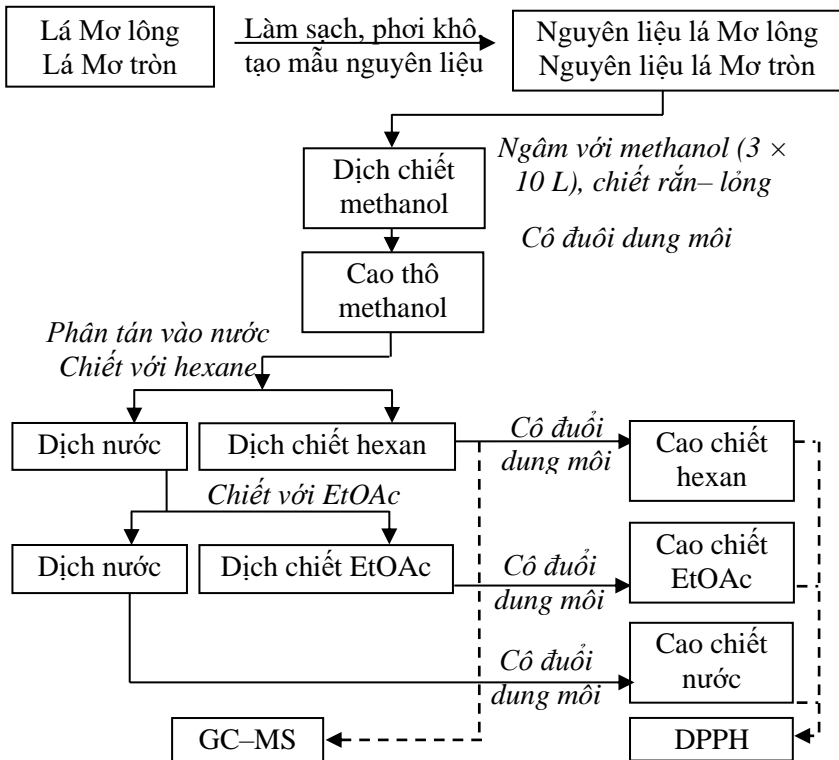 Lá Mơ lông
Lá Mơ tròn
Làm sạch, phơi khô,
tạo mẫu nguyên liệu
Nguyên liệu lá Mơ lông
Nguyên liệu lá Mơ tròn
Dịch chiết
methanol
Ngâm với methanol (3 ×
10 L), chiết rắn– lỏng
Cô đuôi dung môi
Cao thô
methanol
Phân tán vào nước
Chiết với hexane
Dịch nước
Dịch chiết hexan
Cô đuổi
dung môi
Cao chiết
hexan
Chiết với EtOAc
Dịch nước
Dịch chiết EtOAc
Cô đuổi
dung môi
Cao chiết
EtOAc
Cô đuổi
dung môi
Cao chiết
nước
GC–MS
DPPH